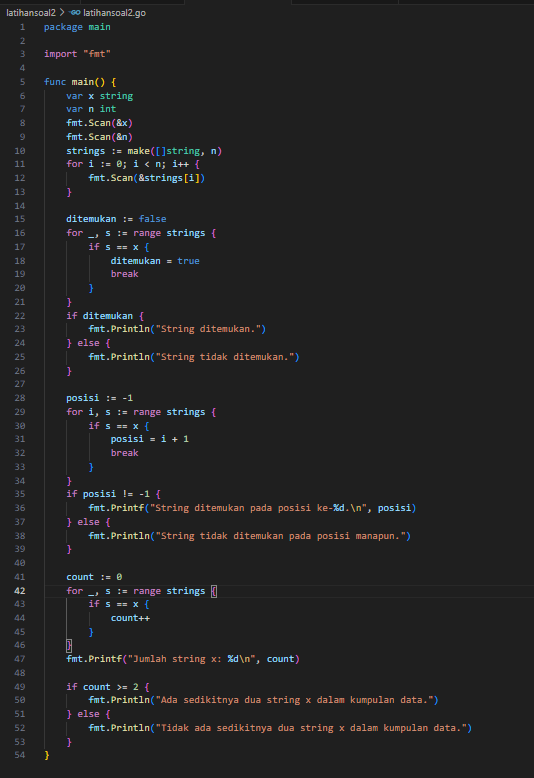 latihansoal2 > latihansoal2.go
1 package main
2
3 import "fmt"
4
5 func main() {
6     var x string
7     var n int
8     fmt.Scan(&x)
9     fmt.Scan(&n)
10     strings := make([]string, n)
11     for i := 0; i < n; i++ {
12         fmt.Scan(&strings[i])
13     }
14
15     ditemukan := false
16     for _, s := range strings {
17         if s == x {
18             ditemukan = true
19             break
20         }
21     }
22     if ditemukan {
23         fmt.Println("String ditemukan.")
24     } else {
25         fmt.Println("String tidak ditemukan.")
26     }
27
28     posisi := -1
29     for i, s := range strings {
30         if s == x {
31             posisi = i + 1
32             break
33         }
34     }
35     if posisi != -1 {
36         fmt.Printf("String ditemukan pada posisi ke-%d.\n", posisi)
37     } else {
38         fmt.Println("String tidak ditemukan pada posisi manapun.")
39     }
40
41     count := 0
42     for _, s := range strings {
43         if s == x {
44             count++
45         }
46     }
47     fmt.Printf("Jumlah string x: %d\n", count)
48
49     if count >= 2 {
50         fmt.Println("Ada sedikitnya dua string x dalam kumpulan data.")
51     } else {
52         fmt.Println("Tidak ada sedikitnya dua string x dalam kumpulan data.")
53     }
54 }